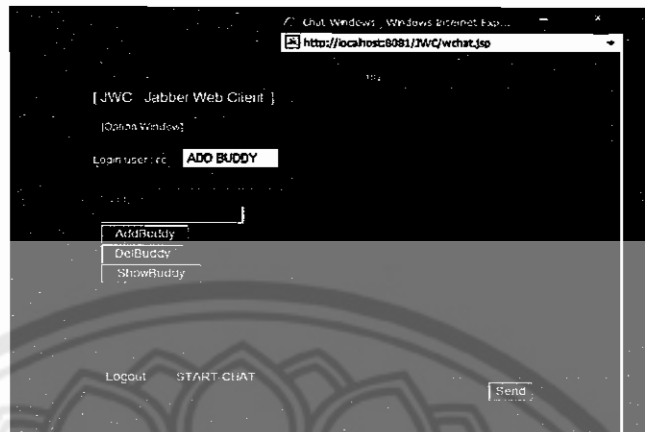 Chat Windows - Windows Internet Exp...
http://localhost:8081/JWC/wchat.jsp
[ JWC Jabber Web Client ]
[Option Window]
Login user :
ADD BUDDY
AddBuddy
DelBuddy
ShowBuddy
Logout START CHAT
Send